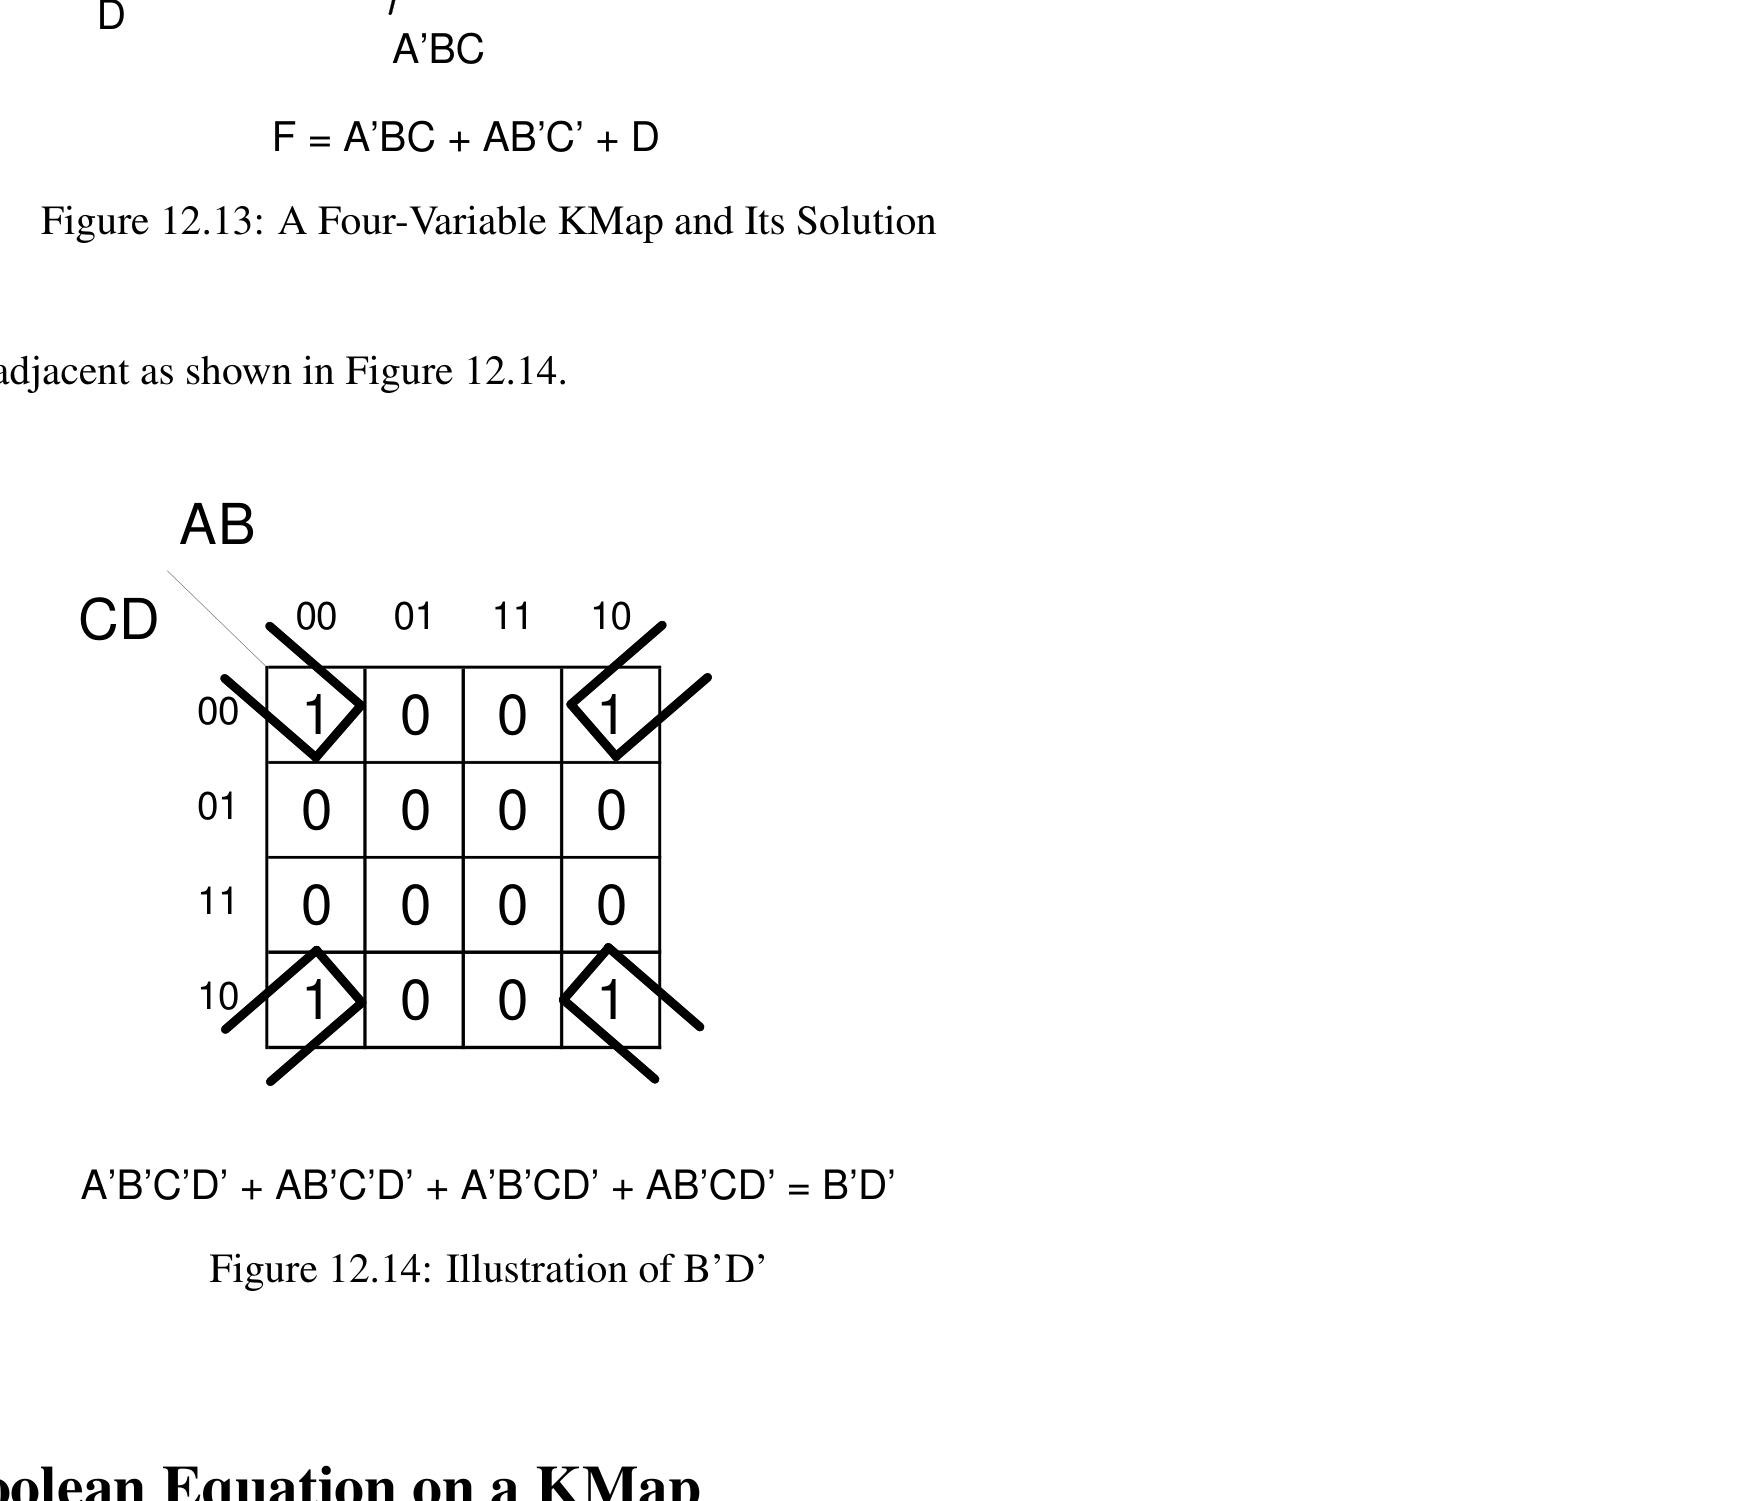 D
A’BC
F = A’BC + AB’C’ + D
Figure 12.13: A Four-Variable KMap and Its Solution
adjacent as shown in Figure 12.14.
AB
CD
00 01 11 10
00 1 0 0 1
01 0 0 0 0
11 0 0 0 0
10 1 0 0 1
A’B’C’D’ + AB’C’D’ + A’B’CD’ + AB’CD’ = B’D’
Figure 12.14: Illustration of B’D’
oolean Equation on a KMap